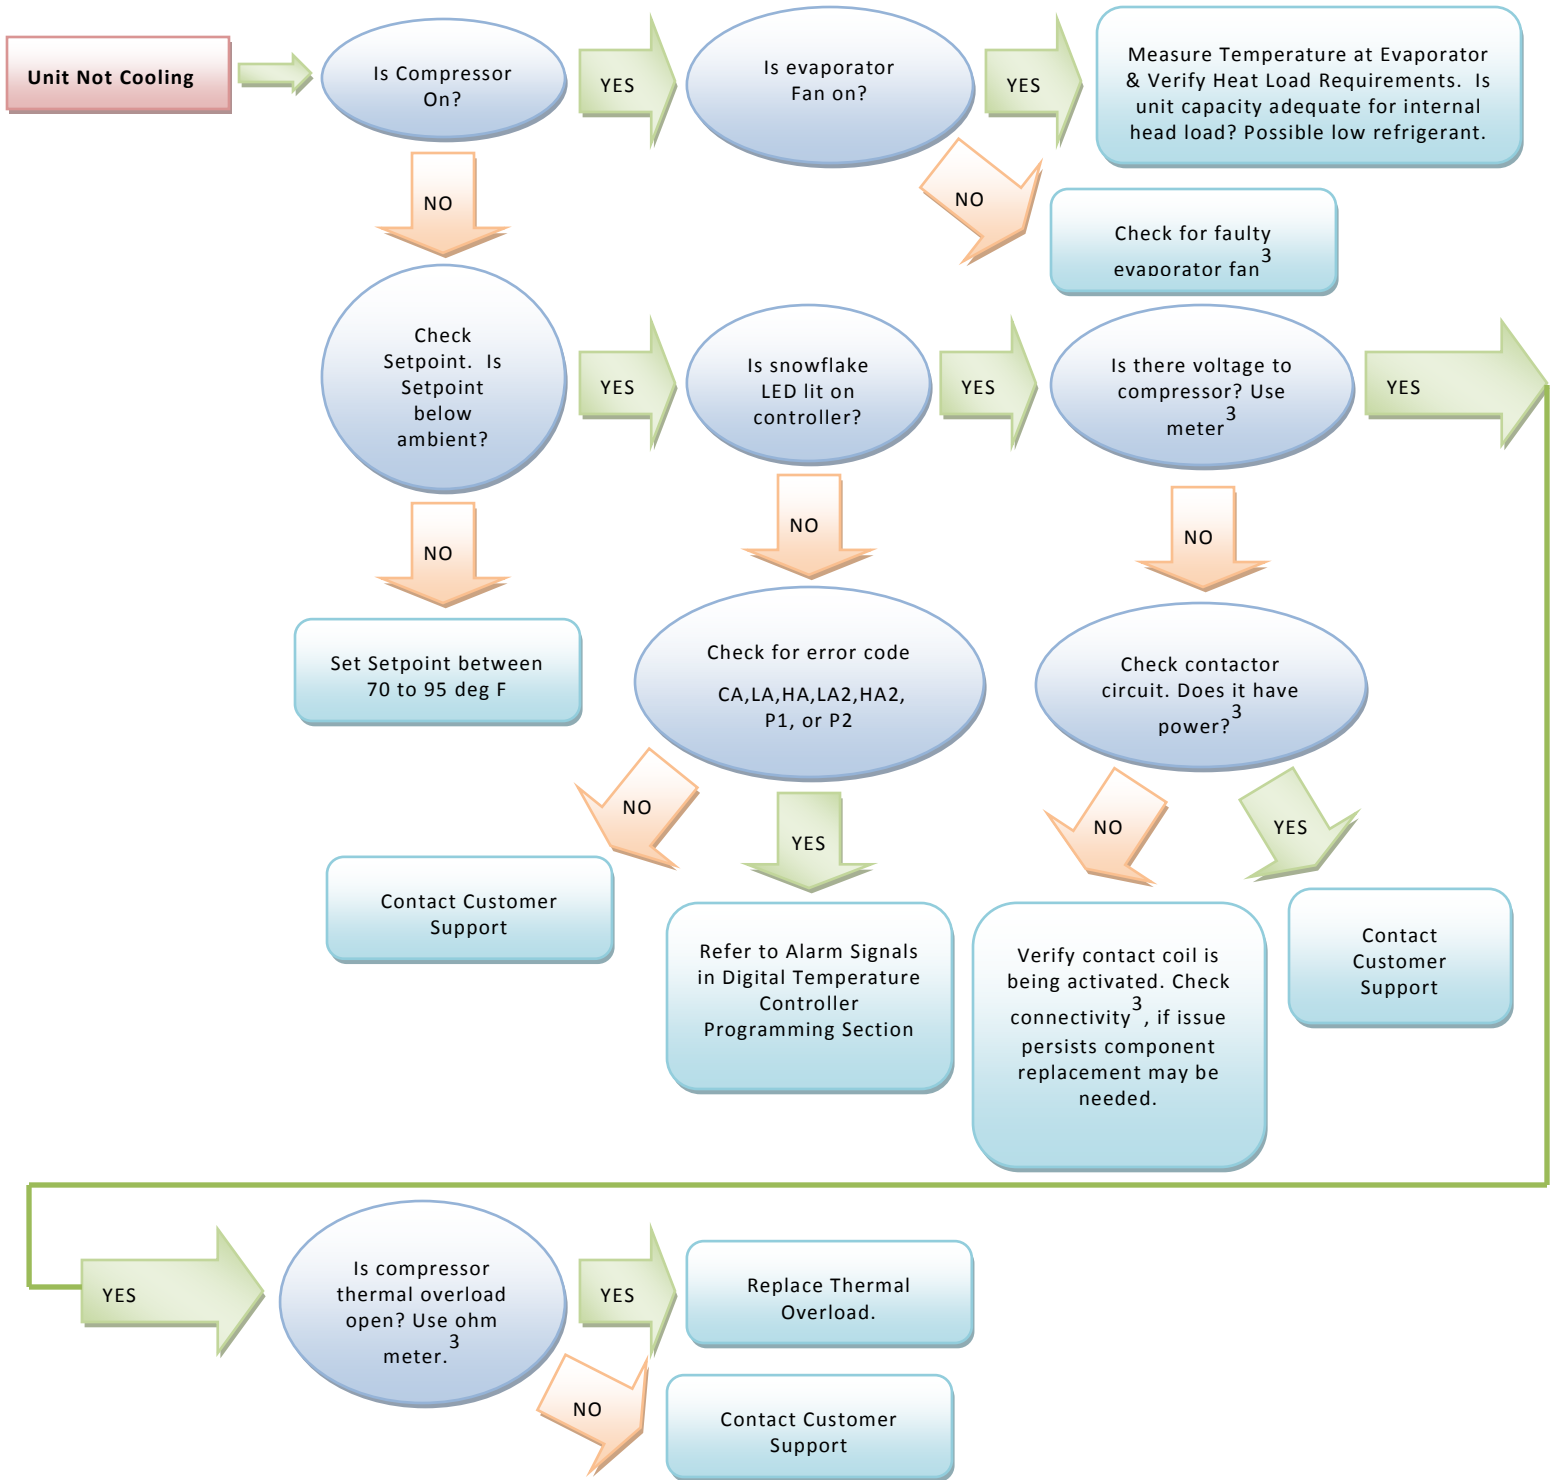 Unit Not Cooling
Is Compressor
On?
YES
Is evaporator
Fan on?
YES
Measure Temperature at Evaporator
& Verify Heat Load Requirements. Is
unit capacity adequate for internal
head load? Possible low refrigerant.
NO
NO
Check for faulty
evaporator fan3
Check
Setpoint. Is
Setpoint
below
ambient?
YES
Is snowflake
LED lit on
controller?
YES
Is there voltage to
compressor? Use
meter3
YES
NO
NO
NO
Set Setpoint between
70 to 95 deg F
Check for error code
CA,LA,HA,LA2,HA2,
P1, or P2
Check contactor
circuit. Does it have
power?3
NO
YES
NO
YES
Contact Customer
Support
Refer to Alarm Signals
in Digital Temperature
Controller
Programming Section
Verify contact coil is
being activated. Check
connectivity3, if issue
persists component
replacement may be
needed.
Contact
Customer
Support
YES
Is compressor
thermal overload
open? Use ohm
meter.3
YES
Replace Thermal
Overload.
NO
Contact Customer
Support